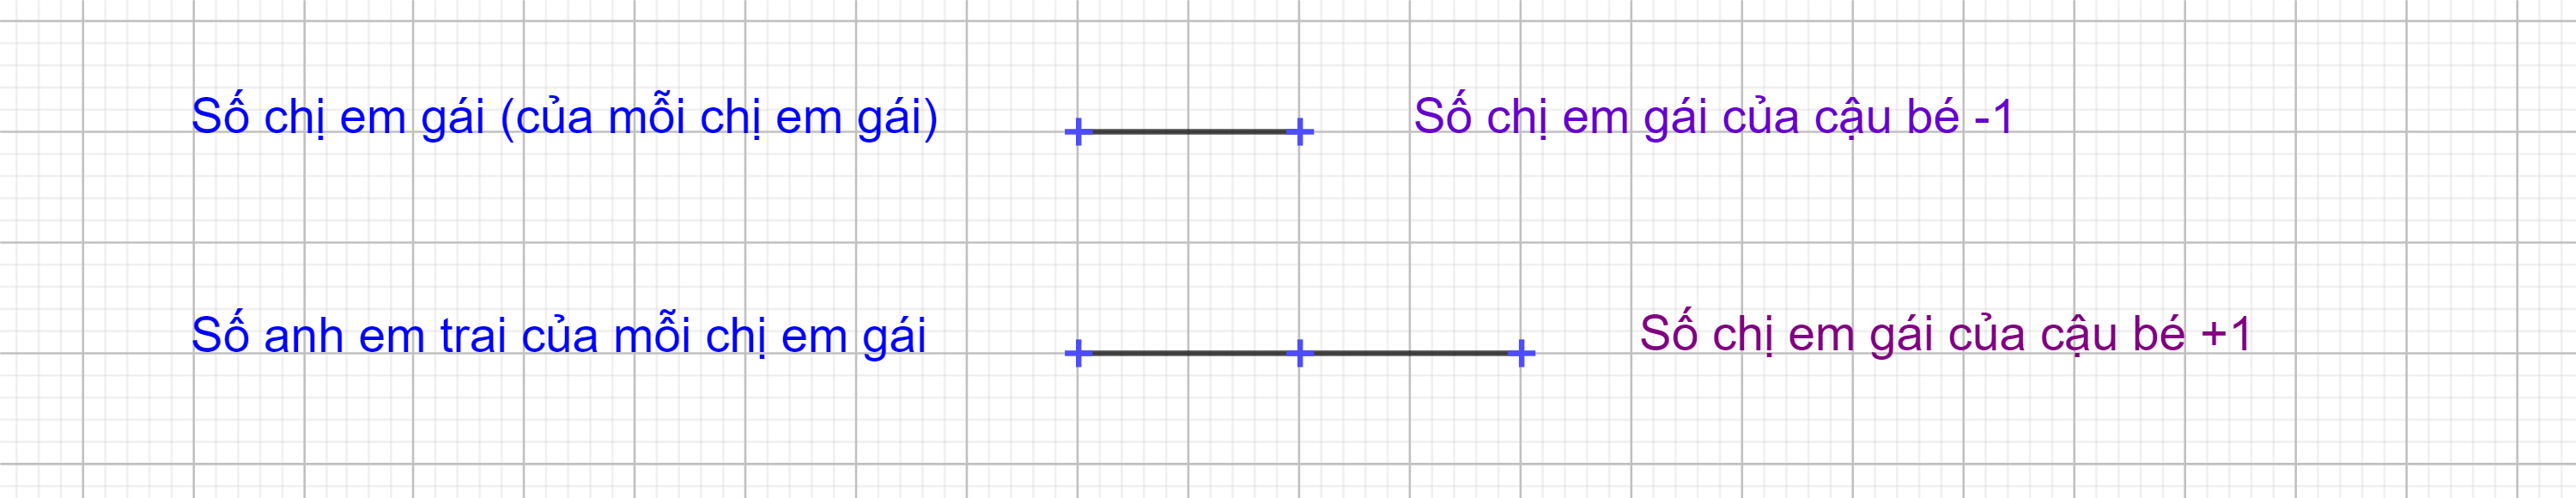 Số chị em gái (của mỗi chị em gái)
Số chị em gái của cậu bé -1
Số anh em trai của mỗi chị em gái
Số chị em gái của cậu bé +1